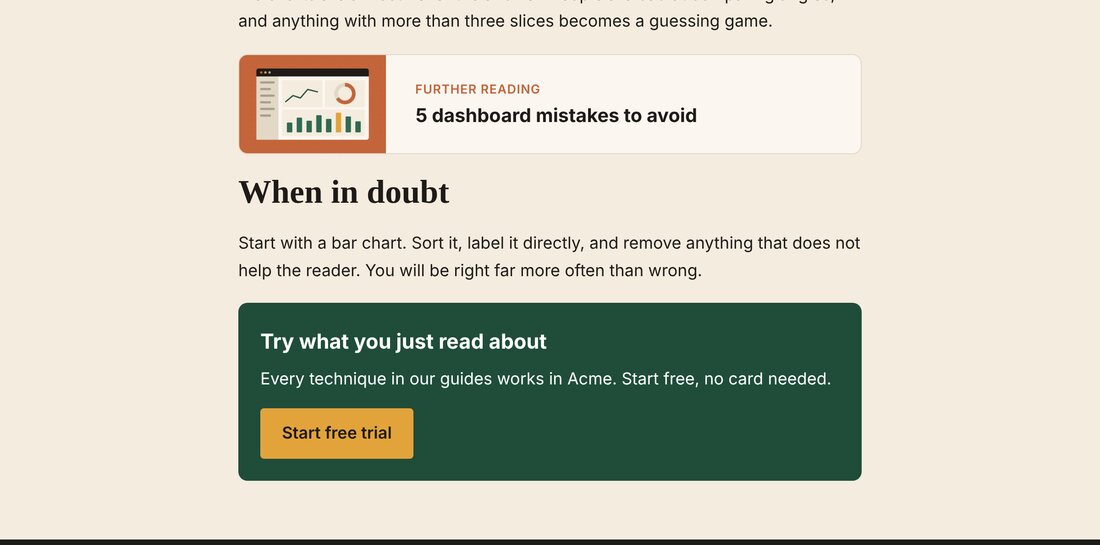 and anything with more than three slices becomes a guessing game.
FURTHER READING
5 dashboard mistakes to avoid
When in doubt
Start with a bar chart. Sort it, label it directly, and remove anything that does not
help the reader. You will be right far more often than wrong.
Try what you just read about
Every technique in our guides works in Acme. Start free, no card needed.
Start free trial